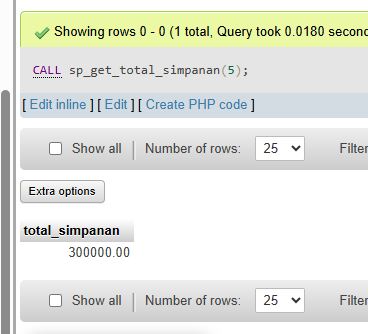 Showing rows 0 - 0 (1 total, Query took 0.0180 second
CALL sp_get_total_simpanan(5);
[ Edit inline ] [ Edit ] [ Create PHP code ]
Show all | Number of rows: 25 Filter
Extra options
total_simpanan
300000.00
Show all | Number of rows: 25 Filter